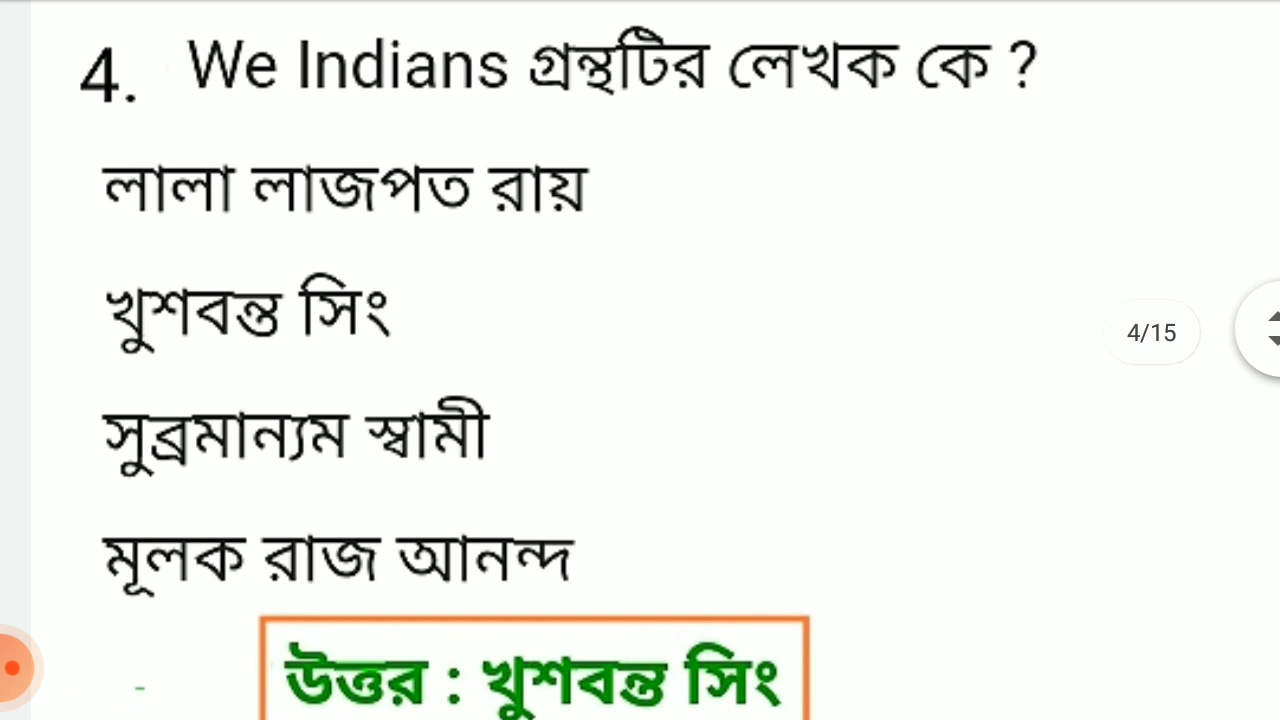 4. We Indians গ্রন্থটির লেখক কে ?
লালা লাজপত রায়
খুশবন্ত সিং
4/15
সুব্রমান্যম স্বামী
মূলক রাজ আনন্দ
উত্তর : খুশবন্ত সিং